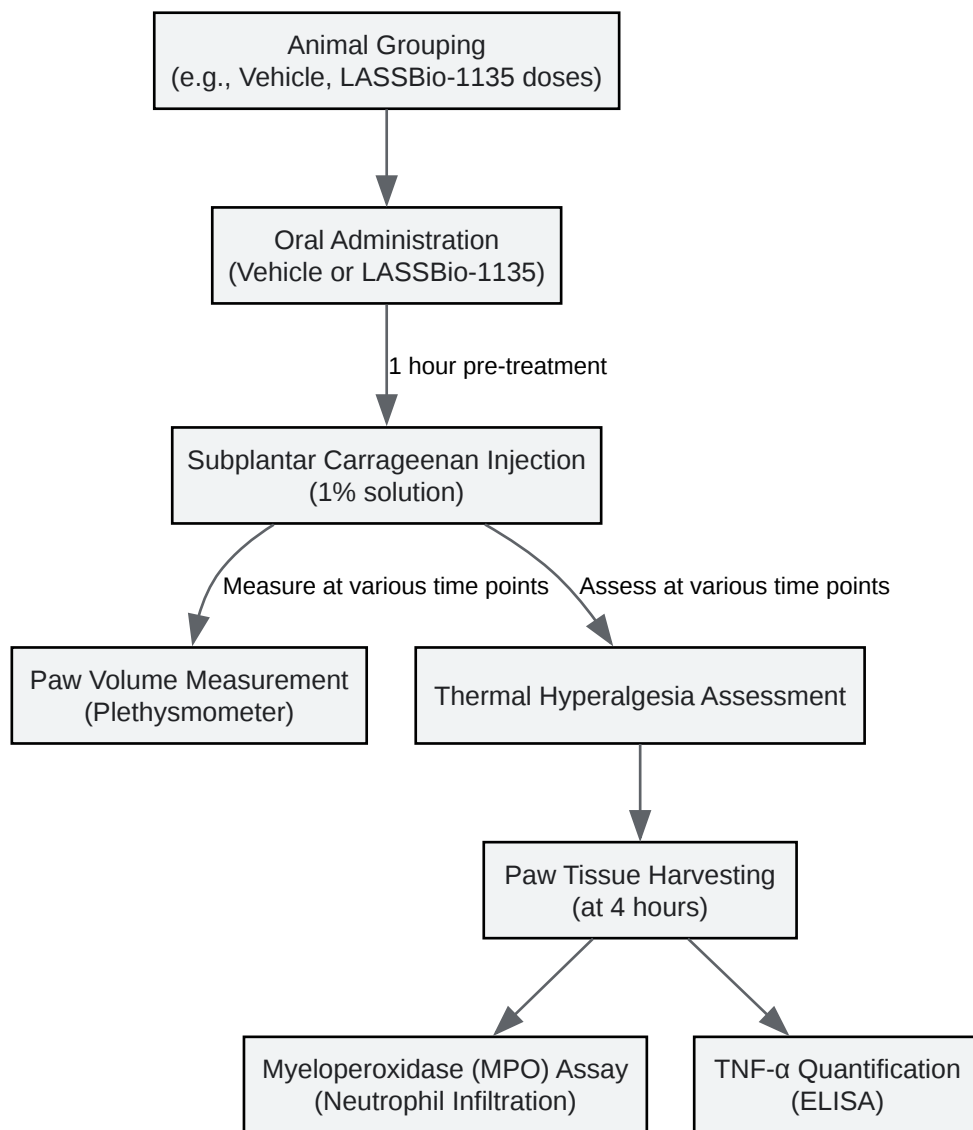 Animal Grouping
(e.g., Vehicle, LASSBio-1135 doses)
Oral Administration
(Vehicle or LASSBio-1135)
1 hour pre-treatment
Subplantar Carrageenan Injection
(1% solution)
Measure at various time points
Assess at various time points
Paw Volume Measurement
(Plethysmometer)
Thermal Hyperalgesia Assessment
Paw Tissue Harvesting
(at 4 hours)
Myeloperoxidase (MPO) Assay
(Neutrophil Infiltration)
TNF-α Quantification
(ELISA)